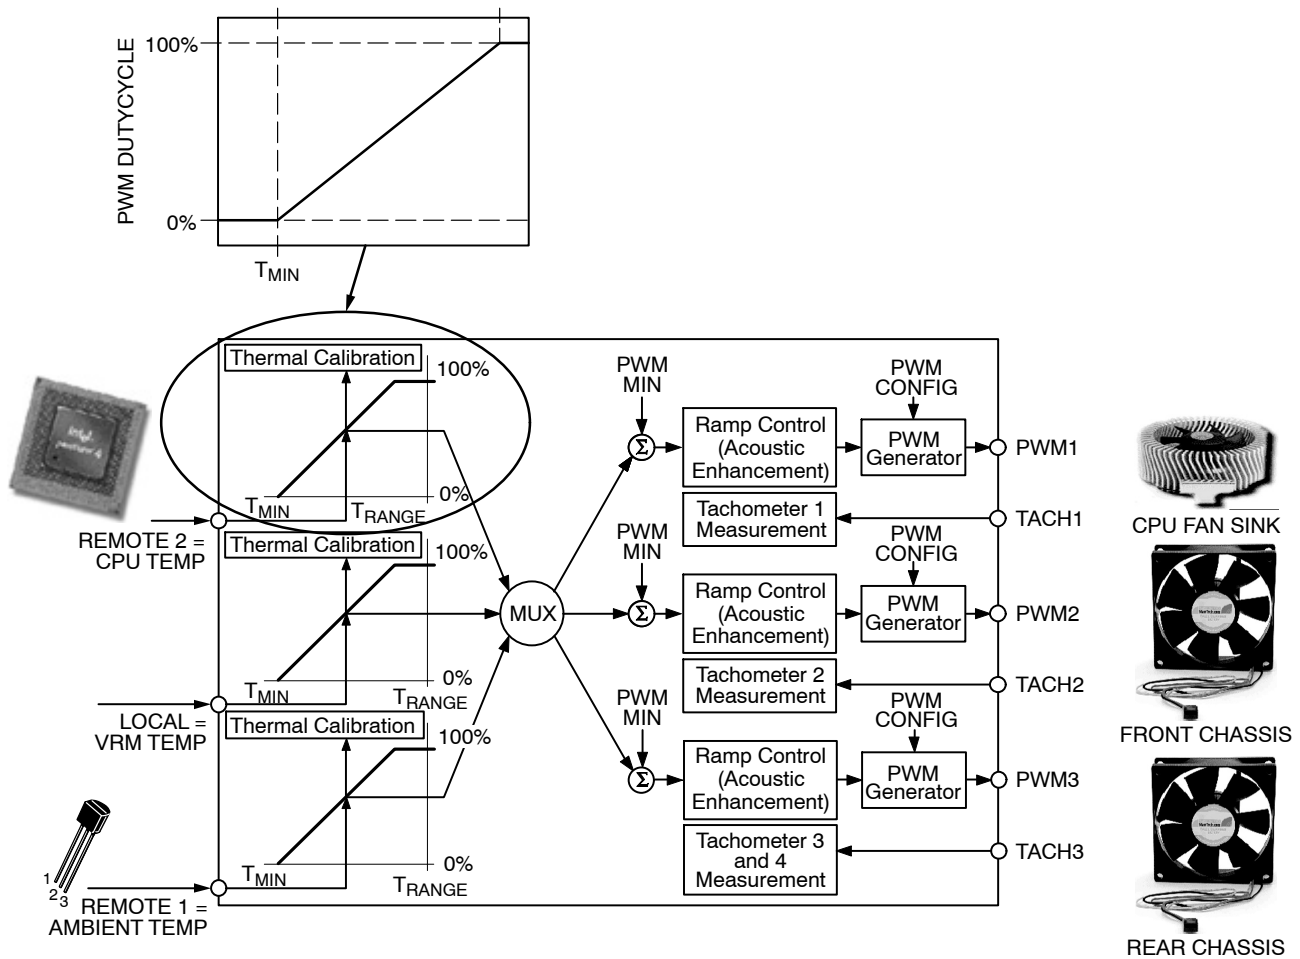 PWM DUTYCYCLE
100%
0%
TMIN
Thermal Calibration
100%
0%
TMIN
TRANGE
REMOTE 2 =
CPU TEMP
Thermal Calibration
100%
0%
TMIN
TRANGE
LOCAL =
VRM TEMP
Thermal Calibration
100%
0%
TMIN
TRANGE
1
2
3
REMOTE 1 =
AMBIENT TEMP
MUX
PWM
MIN
Σ
Ramp Control
(Acoustic
Enhancement)
PWM
CONFIG
PWM
Generator
PWM1
Tachometer 1
Measurement
TACH1
PWM
MIN
Σ
Ramp Control
(Acoustic
Enhancement)
PWM
CONFIG
PWM
Generator
PWM2
Tachometer 2
Measurement
TACH2
PWM
MIN
Σ
Ramp Control
(Acoustic
Enhancement)
PWM
CONFIG
PWM
Generator
PWM3
Tachometer 3
and 4
Measurement
TACH3
CPU FAN SINK
FRONT CHASSIS
REAR CHASSIS